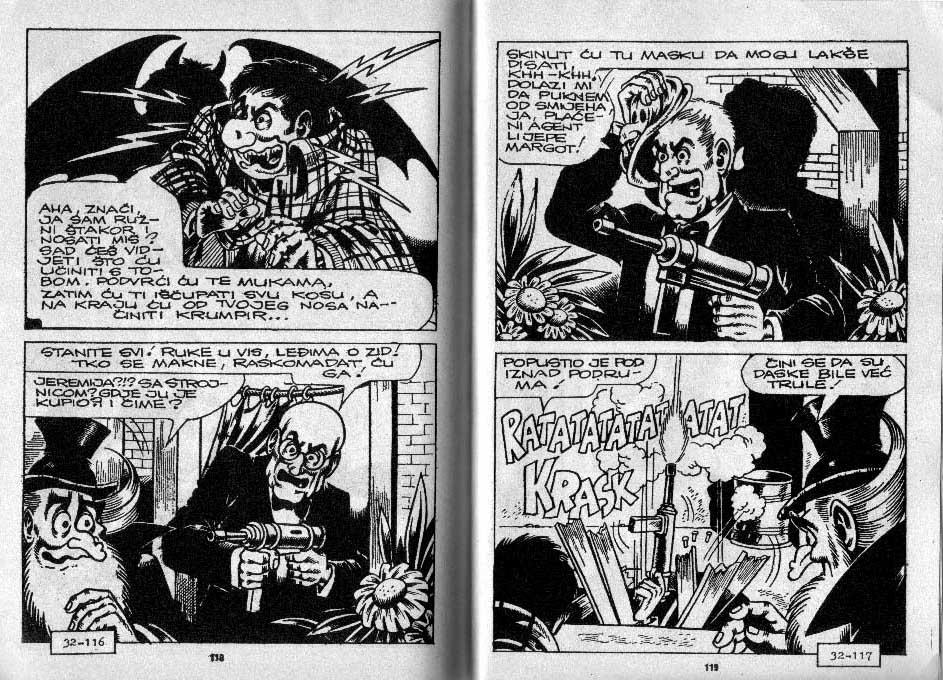 AHA, ZNAČI,
JA SAM RUŽ-
NI ŠTAKOR I
NOSATI MIŠ?
SAD ĆEŠ VID-
JETI ŠTO ĆU
UČINITI S TO-
BOM. PODVRĆI ĆU TE MUKAMA,
ZATIM ĆU TI IŠČUPATI SVU KOSU, A
NA KRAJU ĆU OD TVOJEG NOSA NA-
ČINITI KRUMPIR...
STANITE SVI! RUKE U VIS, LEĐIMA O ZID!
TKO SE MAKNE, RASKOMADAT ĆU
GA!
JEREMIJA?!? SA STROJ-
NICOM? GDJE JU JE
KUPIO? I ČIME?
32-116
118
SKINUT ĆU TU MASKU DA MOGU LAKŠE
DISATI,
KHH-KHH.
DOLAZI MI
DA PUKNEM
OD SMIJEHA
JA, PLAĆE-
NI AGENT
LIJEPE
MARGOT!
POPUSTIO JE POD
IZNAD PODRU-
MA!
ČINI SE DA SU
DASKE BILE VEĆ
TRULE!
RATATATATATATATAT
KRASK
32-117
119